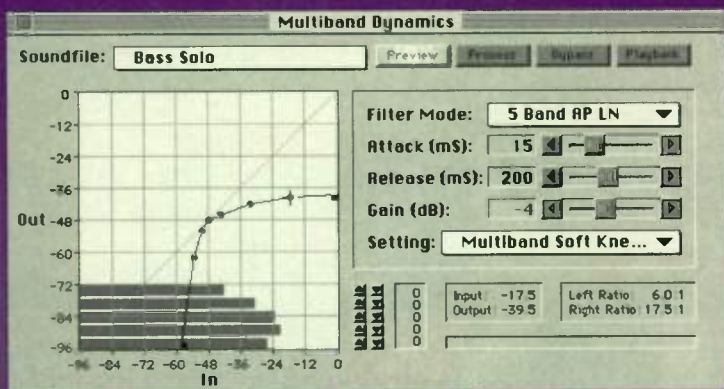 Multiband Dynamics
Soundfile: Bass Solo Preview Process Bypass Playback
Filter Mode: 5 Band AP LN
Attack (mS): 15
Release (mS): 200
Gain (dB): -4
Setting: Multiband Soft Kne...
0
-12
-24
-36
Out -48
-60
-72
-84
-96
-96 -84 -72 -60 -48 -36 -24 -12 0
In
0
0
0
0
0
Input -17.5
Output -39.5
Left Ratio 6.0:1
Right Ratio 17.5:1